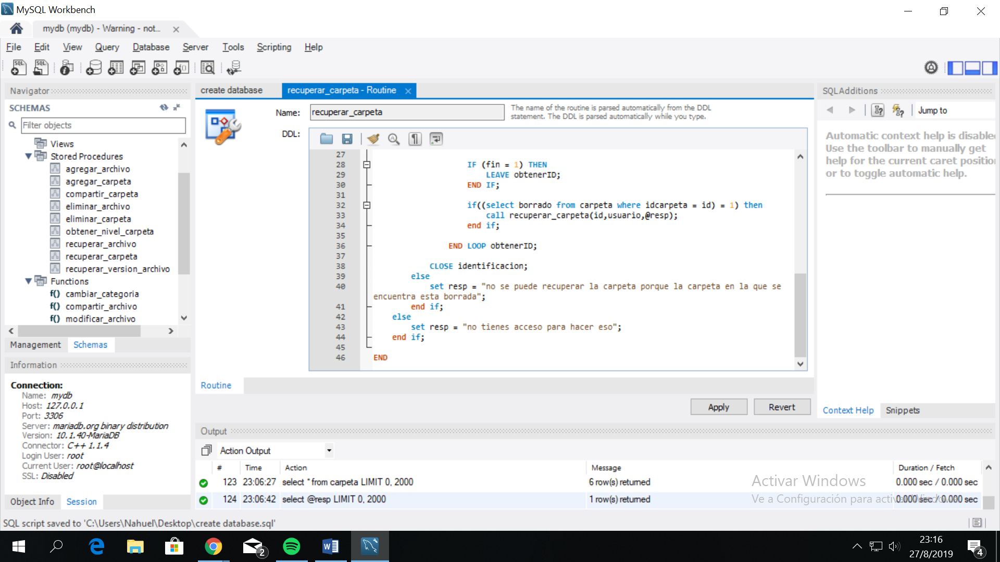 MySQL Workbench
mydb (mydb) - Warning - not...
File Edit View Query Database Server Tools Scripting Help
Navigator
SCHEMAS
Filter objects
Views
Stored Procedures
agregar_archivo
agregar_carpeta
compartir_carpeta
eliminar_archivo
eliminar_carpeta
obtener_nivel_carpeta
recuperar_archivo
recuperar_carpeta
recuperar_version_archivo
Functions
f() cambiar_categoria
f() compartir_archivo
f() modificar_archivo
Management Schemas
Information
Connection:
Name: mydb
Host: 127.0.0.1
Port: 3306
Server: mariadb.org binary distribution
Version: 10.1.40-MariaDB
Connector: C++ 1.1.4
Login User: root
Current User: root@localhost
SSL: Disabled
Object Info Session
create database recuperar_carpeta - Routine
Name: recuperar_carpeta
The name of the routine is parsed automatically from the DDL
statement. The DDL is parsed automatically while you type.
DDL:
27
28 IF (fin = 1) THEN
29 LEAVE obtenerID;
30 END IF;
31
32 if((select borrado from carpeta where idcarpeta = id) = 1) then
33 call recuperar_carpeta(id,usuario,@resp);
34 end if;
35
36 END LOOP obtenerID;
37
38 CLOSE identificacion;
39 else
40 set resp = "no se puede recuperar la carpeta porque la carpeta en la que se
encuentra esta borrada";
41 end if;
42 else
43 set resp = "no tienes acceso para hacer eso";
44 end if;
45
46 END
Routine
Apply Revert
SQLAdditions
Jump to
Automatic context help is disable
Use the toolbar to manually get
help for the current caret positio
or to toggle automatic help.
Context Help Snippets
Output
Action Output
# Time Action Message Duration / Fetch
123 23:06:27 select * from carpeta LIMIT 0, 2000 6 row(s) returned 0.000 sec / 0.000 sec
124 23:06:42 select @resp LIMIT 0, 2000 1 row(s) returned 0.000 sec / 0.000 sec
Activar Windows
Ve a Configuración para activar Windows.
SQL script saved to 'C:\Users\Nahuel\Desktop\create database.sql'
2
23:16
27/8/2019
4